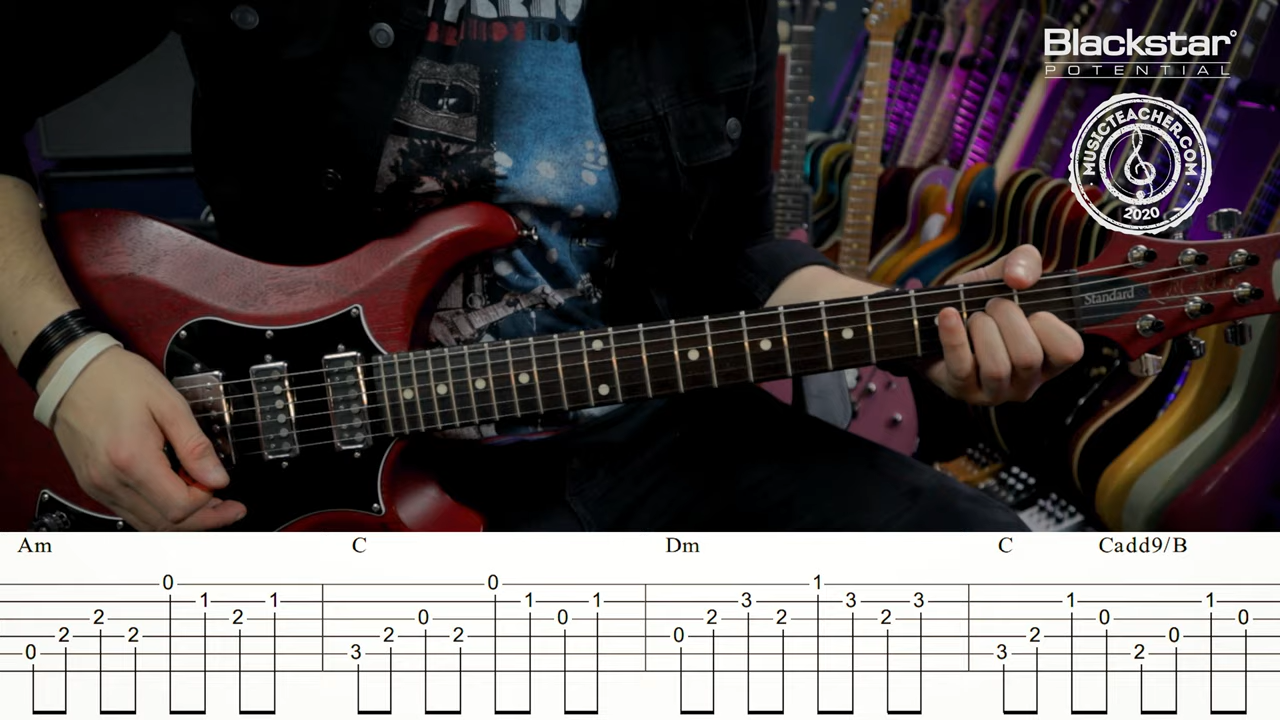 Blackstar
POTENTIAL
MUSICTEACHER.COM
2020
Standard
Am C Dm C Cadd9/B
0 2 2 2 0 1 2 1 3 2 0 2 0 1 0 1 0 2 3 2 1 3 2 3 3 2 1 0 2 0 1 0